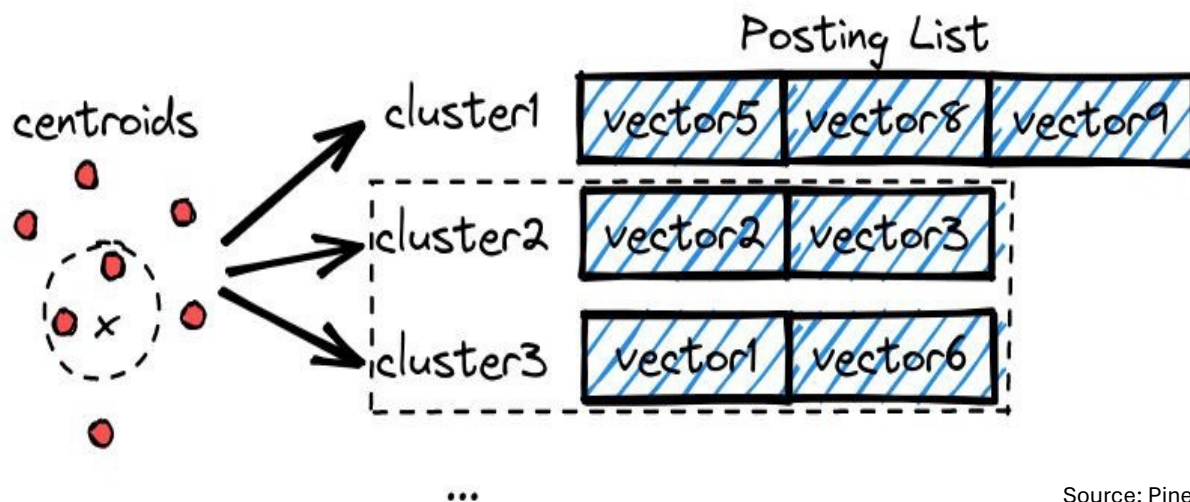 Posting List
centroids
cluster1 vector5 vector8 vector9
cluster2 vector2 vector3
cluster3 vector1 vector6
...
Source: Pine